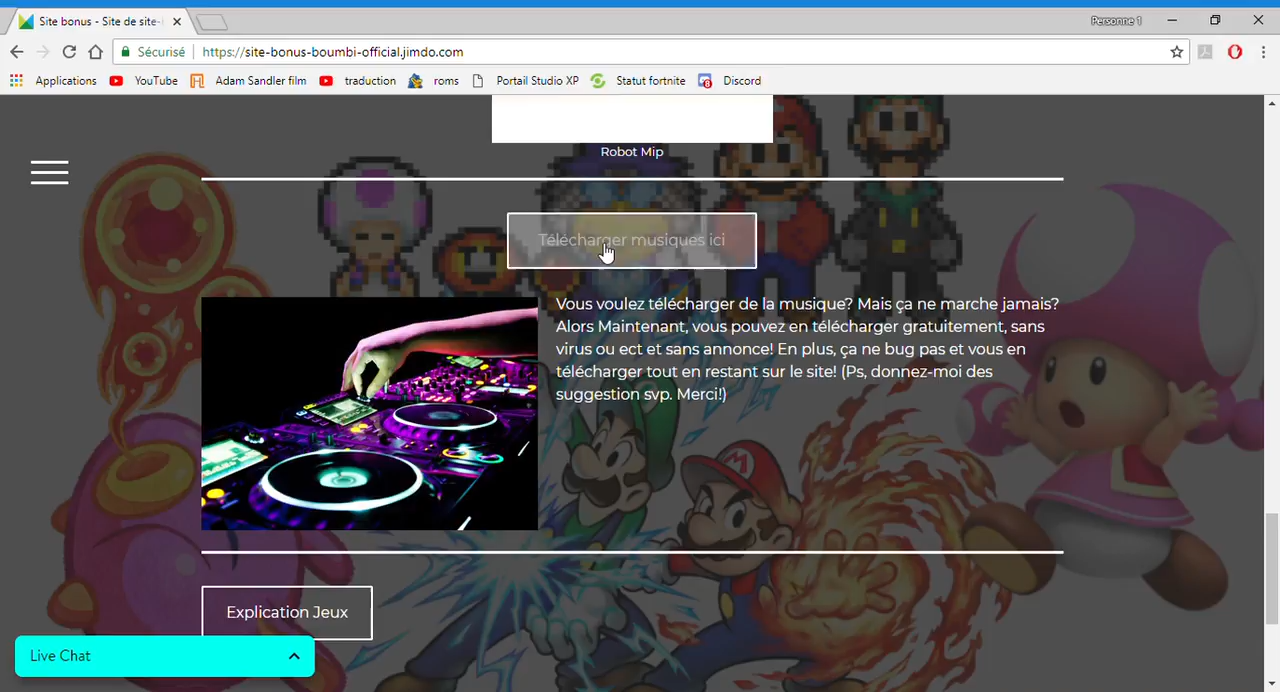 Site bonus - Site de site-
Personne 1
Sécurisé
https://site-bonus-boumbi-official.jimdo.com
Applications
YouTube
Adam Sandler film
traduction
roms
Portail Studio XP
Statut fortnite
Discord
Robot Mip
Télécharger musiques ici
Vous voulez télécharger de la musique? Mais ça ne marche jamais?
Alors Maintenant, vous pouvez en télécharger gratuitement, sans
virus ou ect et sans annonce! En plus, ça ne bug pas et vous en
télécharger tout en restant sur le site! (Ps, donnez-moi des
suggestion svp. Merci!)
Explication Jeux
Live Chat